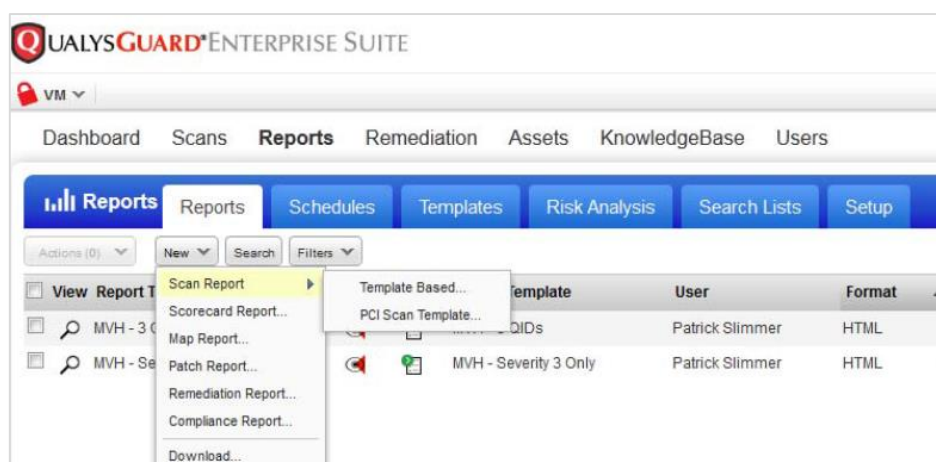 QUALYSGUARD® ENTERPRISE SUITE
VM
Dashboard Scans Reports Remediation Assets KnowledgeBase Users
Reports Reports Schedules Templates Risk Analysis Search Lists Setup
Actions (0) New Search Filters
View Report Template User Format
Scan Report
Template Based...
Scorecard Report...
PCI Scan Template...
MVH - 3 QIDs Patrick Slimmer HTML
Map Report...
MVH - Se MVH - Severity 3 Only Patrick Slimmer HTML
Patch Report...
Remediation Report...
Compliance Report...
Download...